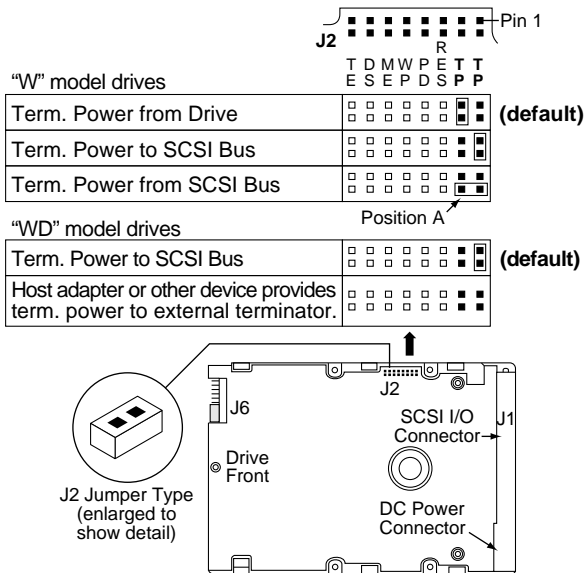 Pin 1
J2
R
T D M W P E T T
E S E P D S P P
“W” model drives
Term. Power from Drive
(default)
Term. Power to SCSI Bus
Term. Power from SCSI Bus
Position A
“WD” model drives
Term. Power to SCSI Bus
(default)
Host adapter or other device provides
term. power to external terminator.
J2
J6
SCSI I/O
Connector
J1
Drive
Front
J2 Jumper Type
(enlarged to
show detail)
DC Power
Connector